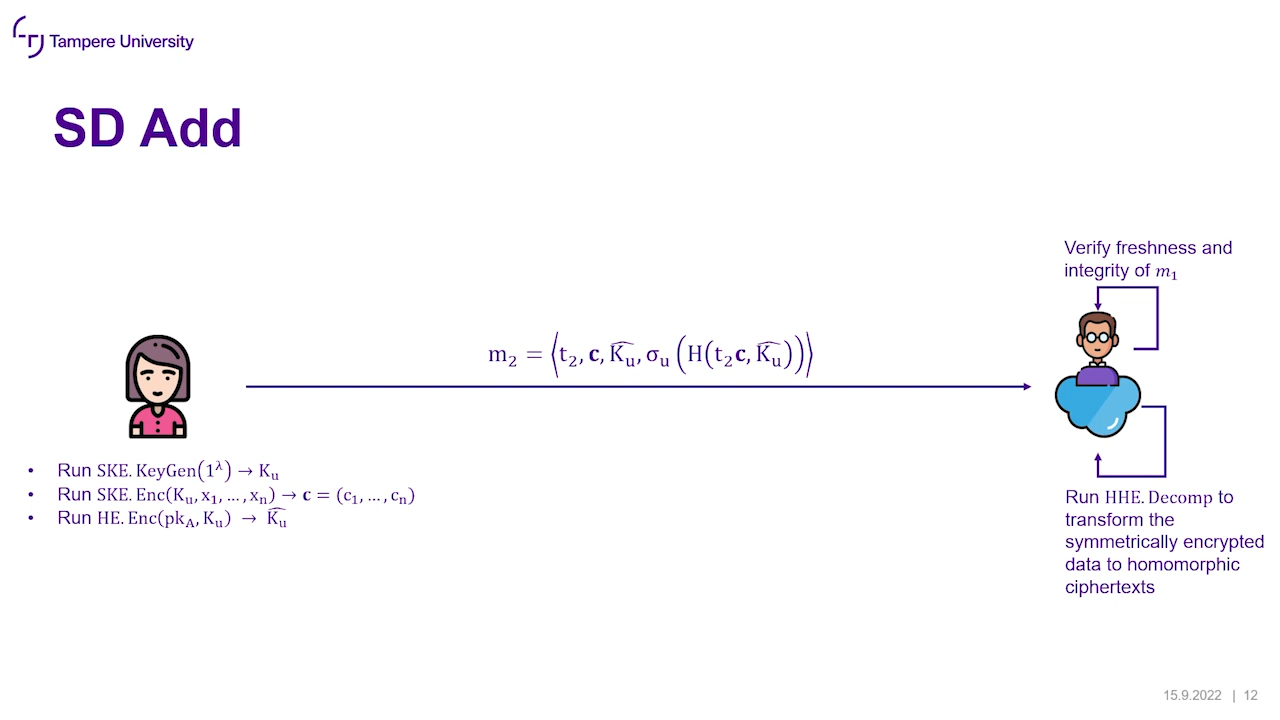 Tampere University
SD Add
Verify freshness and
integrity of m₁
m₂ = ⟨t₂, c, K̂ᵤ, σᵤ(H(t₂c, K̂ᵤ))⟩
• Run SKE. KeyGen(1^λ) → Kᵤ
• Run SKE. Enc(Kᵤ, x₁, … , xₙ) → c = (c₁, … , cₙ)
• Run HE. Enc(pk_A, Kᵤ) → K̂ᵤ
Run HHE. Decomp to
transform the
symmetrically encrypted
data to homomorphic
ciphertexts
15.9.2022 | 12